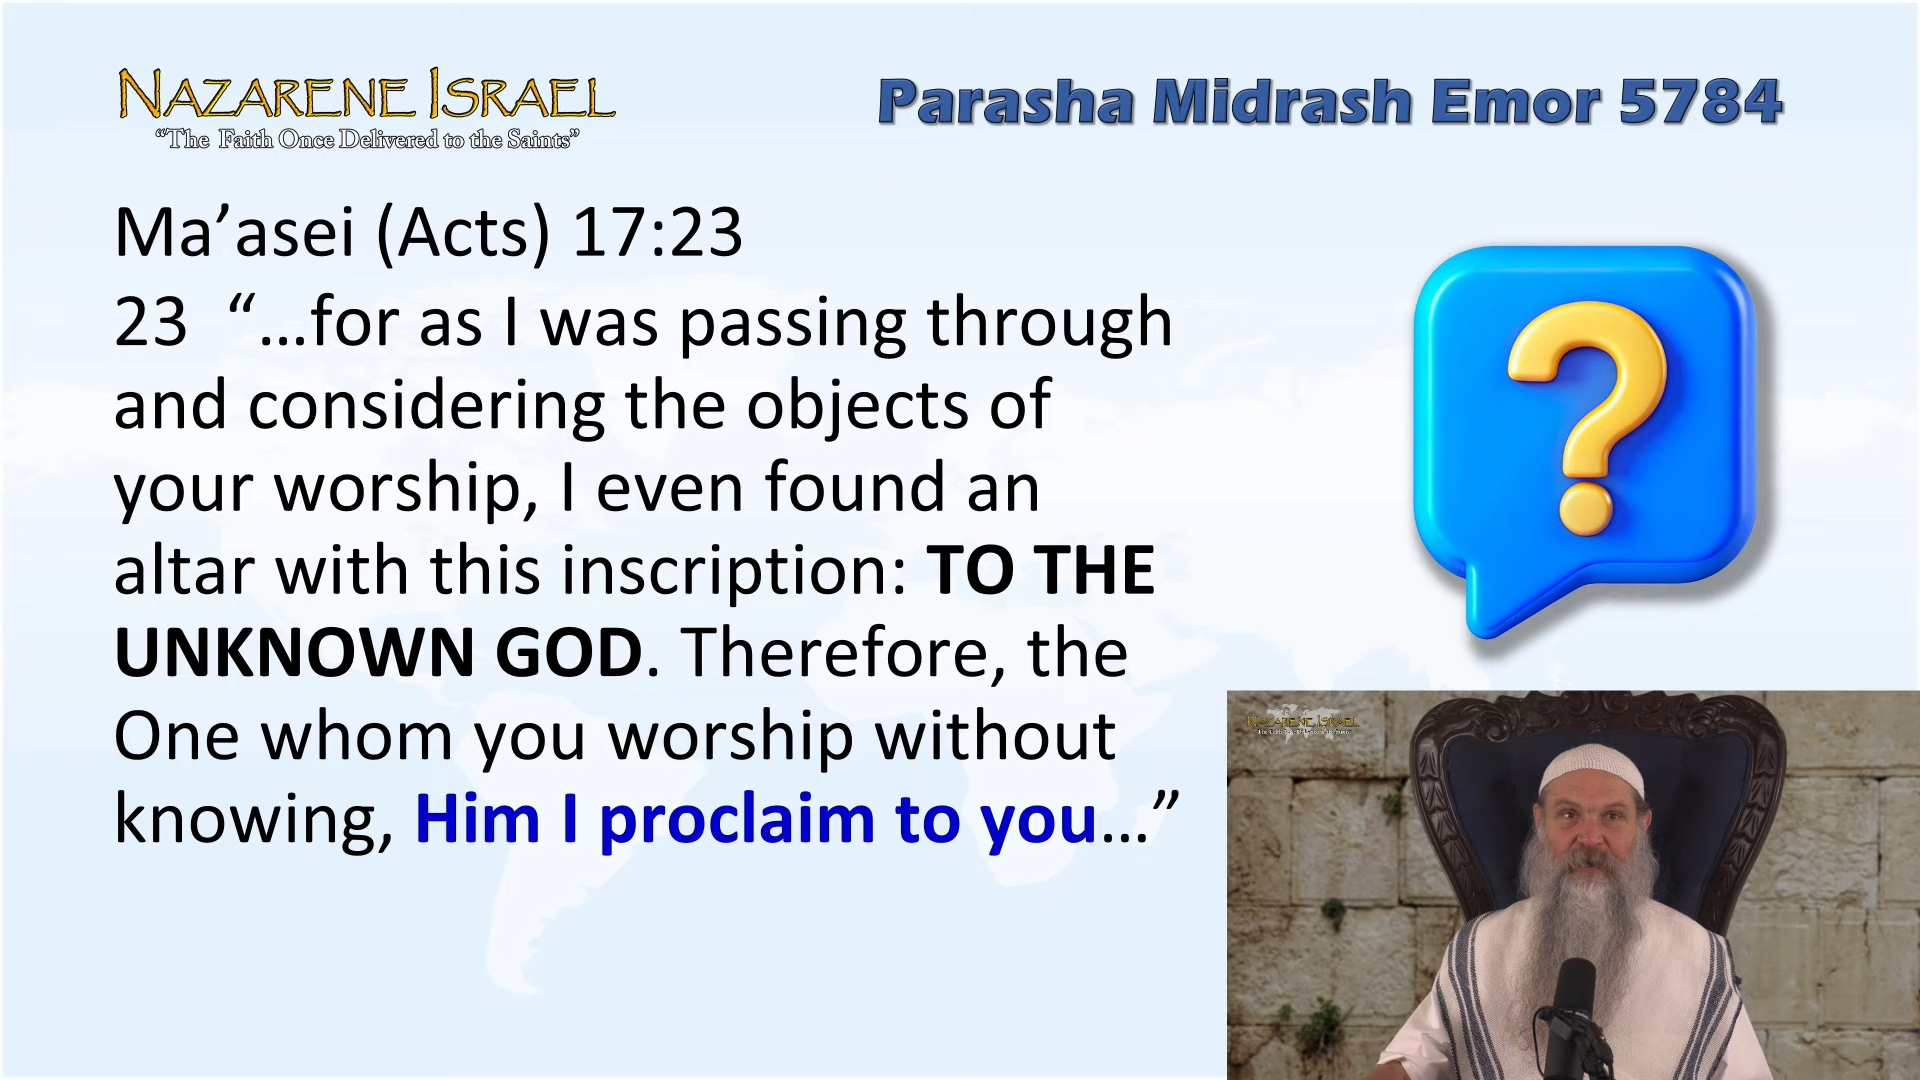 NAZARENE ISRAEL
“The Faith Once Delivered to the Saints”
Parasha Midrash Emor 5784
Ma’asei (Acts) 17:23
23 “…for as I was passing through
and considering the objects of
your worship, I even found an
altar with this inscription: TO THE
UNKNOWN GOD. Therefore, the
One whom you worship without
knowing, Him I proclaim to you…”
?
NAZARENE ISRAEL